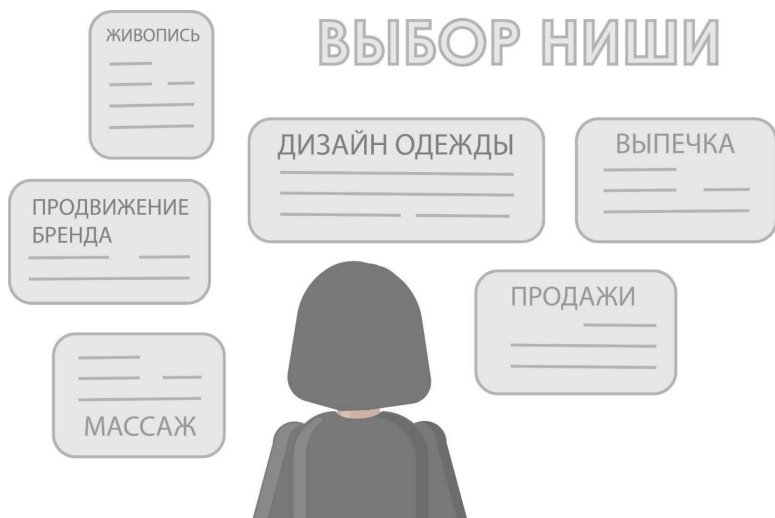 ВЫБОР НИШИ
ЖИВОПИСЬ
ДИЗАЙН ОДЕЖДЫ
ВЫПЕЧКА
ПРОДВИЖЕНИЕ
БРЕНДА
ПРОДАЖИ
МАССАЖ